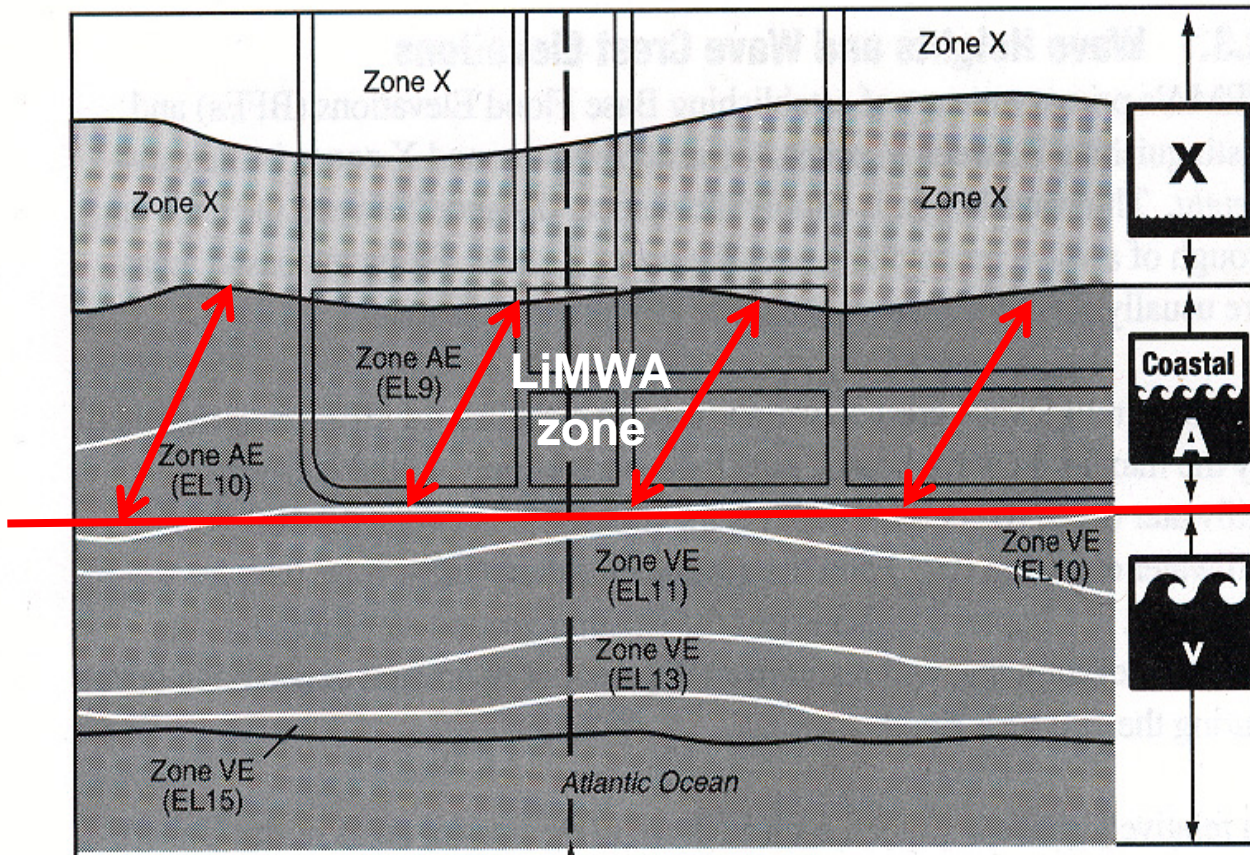 Zone X
Zone X
Zone X
Zone X
X
Zone AE
(EL9)
LiMWA
zone
Coastal
A
Zone AE
(EL10)
Zone VE
(EL10)
Zone VE
(EL11)
V
Zone VE
(EL13)
Zone VE
(EL15)
Atlantic Ocean